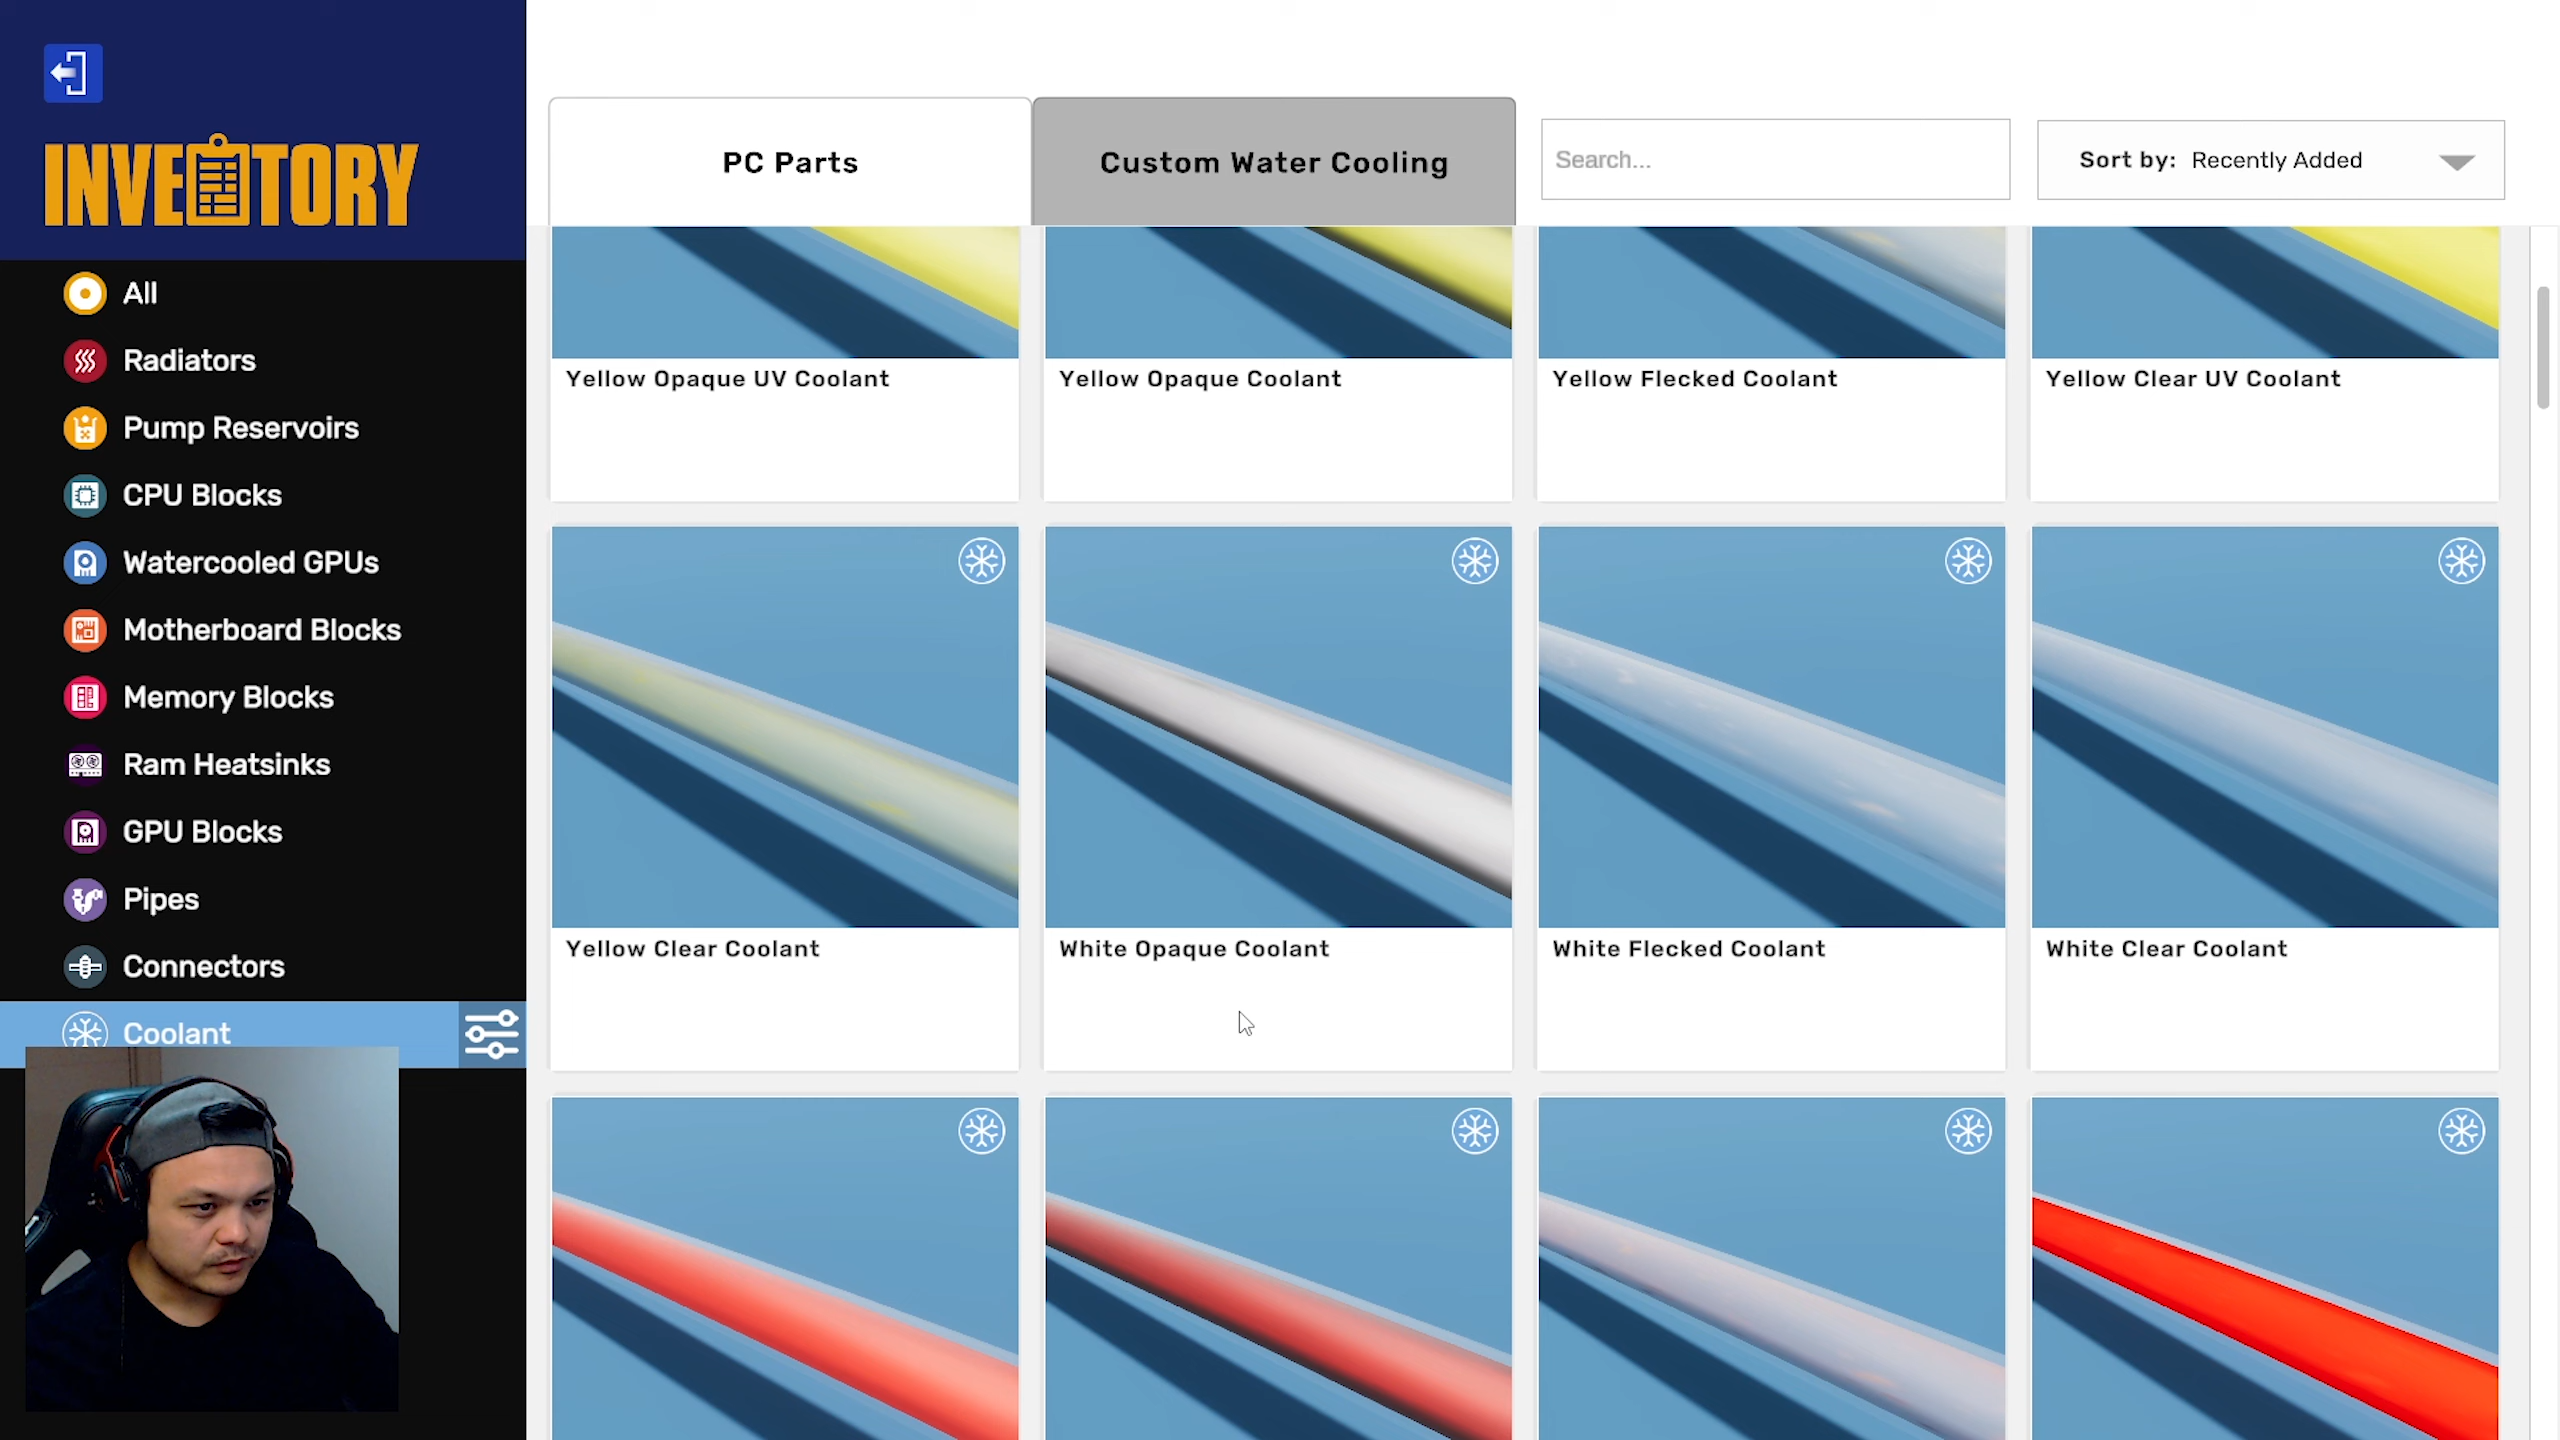 INVENTORY
All
Radiators
Pump Reservoirs
CPU Blocks
Watercooled GPUs
Motherboard Blocks
Memory Blocks
Ram Heatsinks
GPU Blocks
Pipes
Connectors
Coolant
PC Parts
Custom Water Cooling
Search...
Sort by: Recently Added
Yellow Opaque UV Coolant
Yellow Opaque Coolant
Yellow Flecked Coolant
Yellow Clear UV Coolant
Yellow Clear Coolant
White Opaque Coolant
White Flecked Coolant
White Clear Coolant